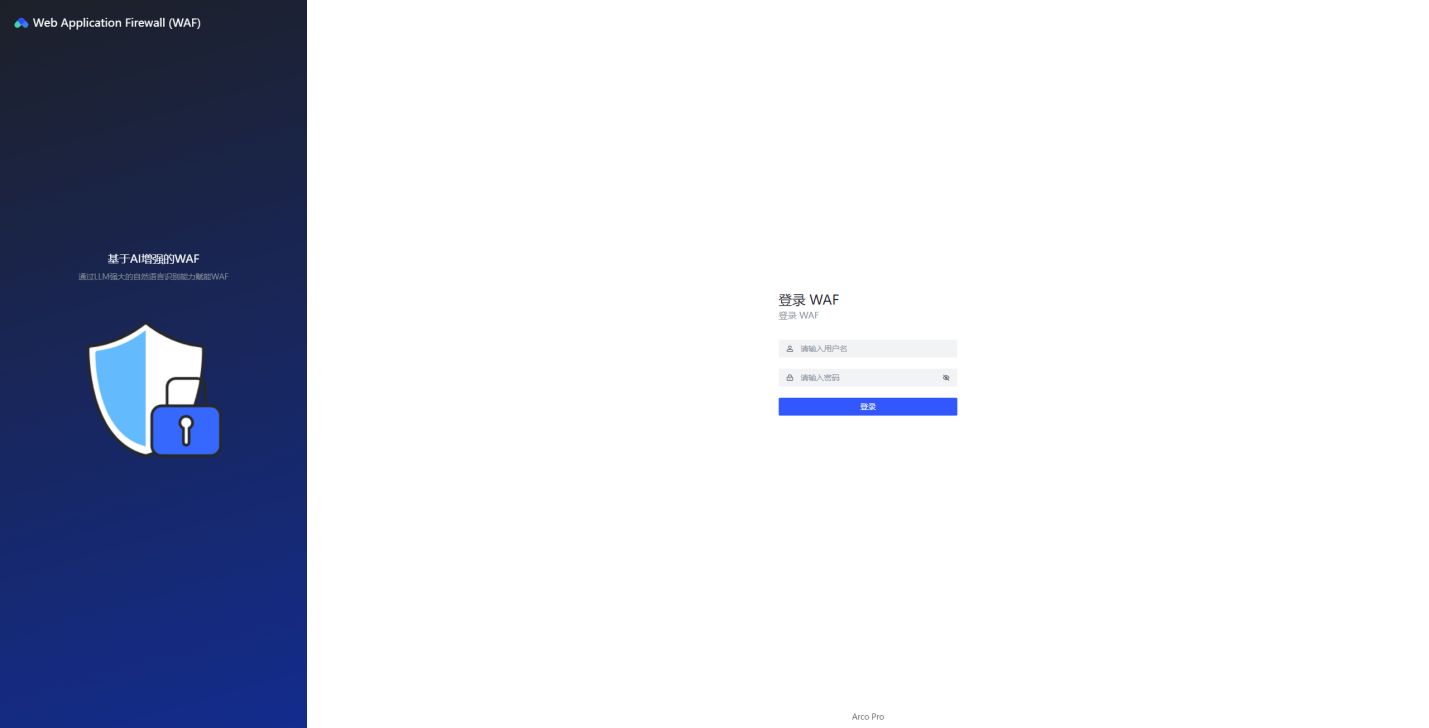 Web Application Firewall (WAF)
基于AI增强的WAF
通过LLM强大的自然语言识别能力赋能WAF
登录 WAF
登录 WAF
请输入用户名
请输入密码
登录
Arco Pro